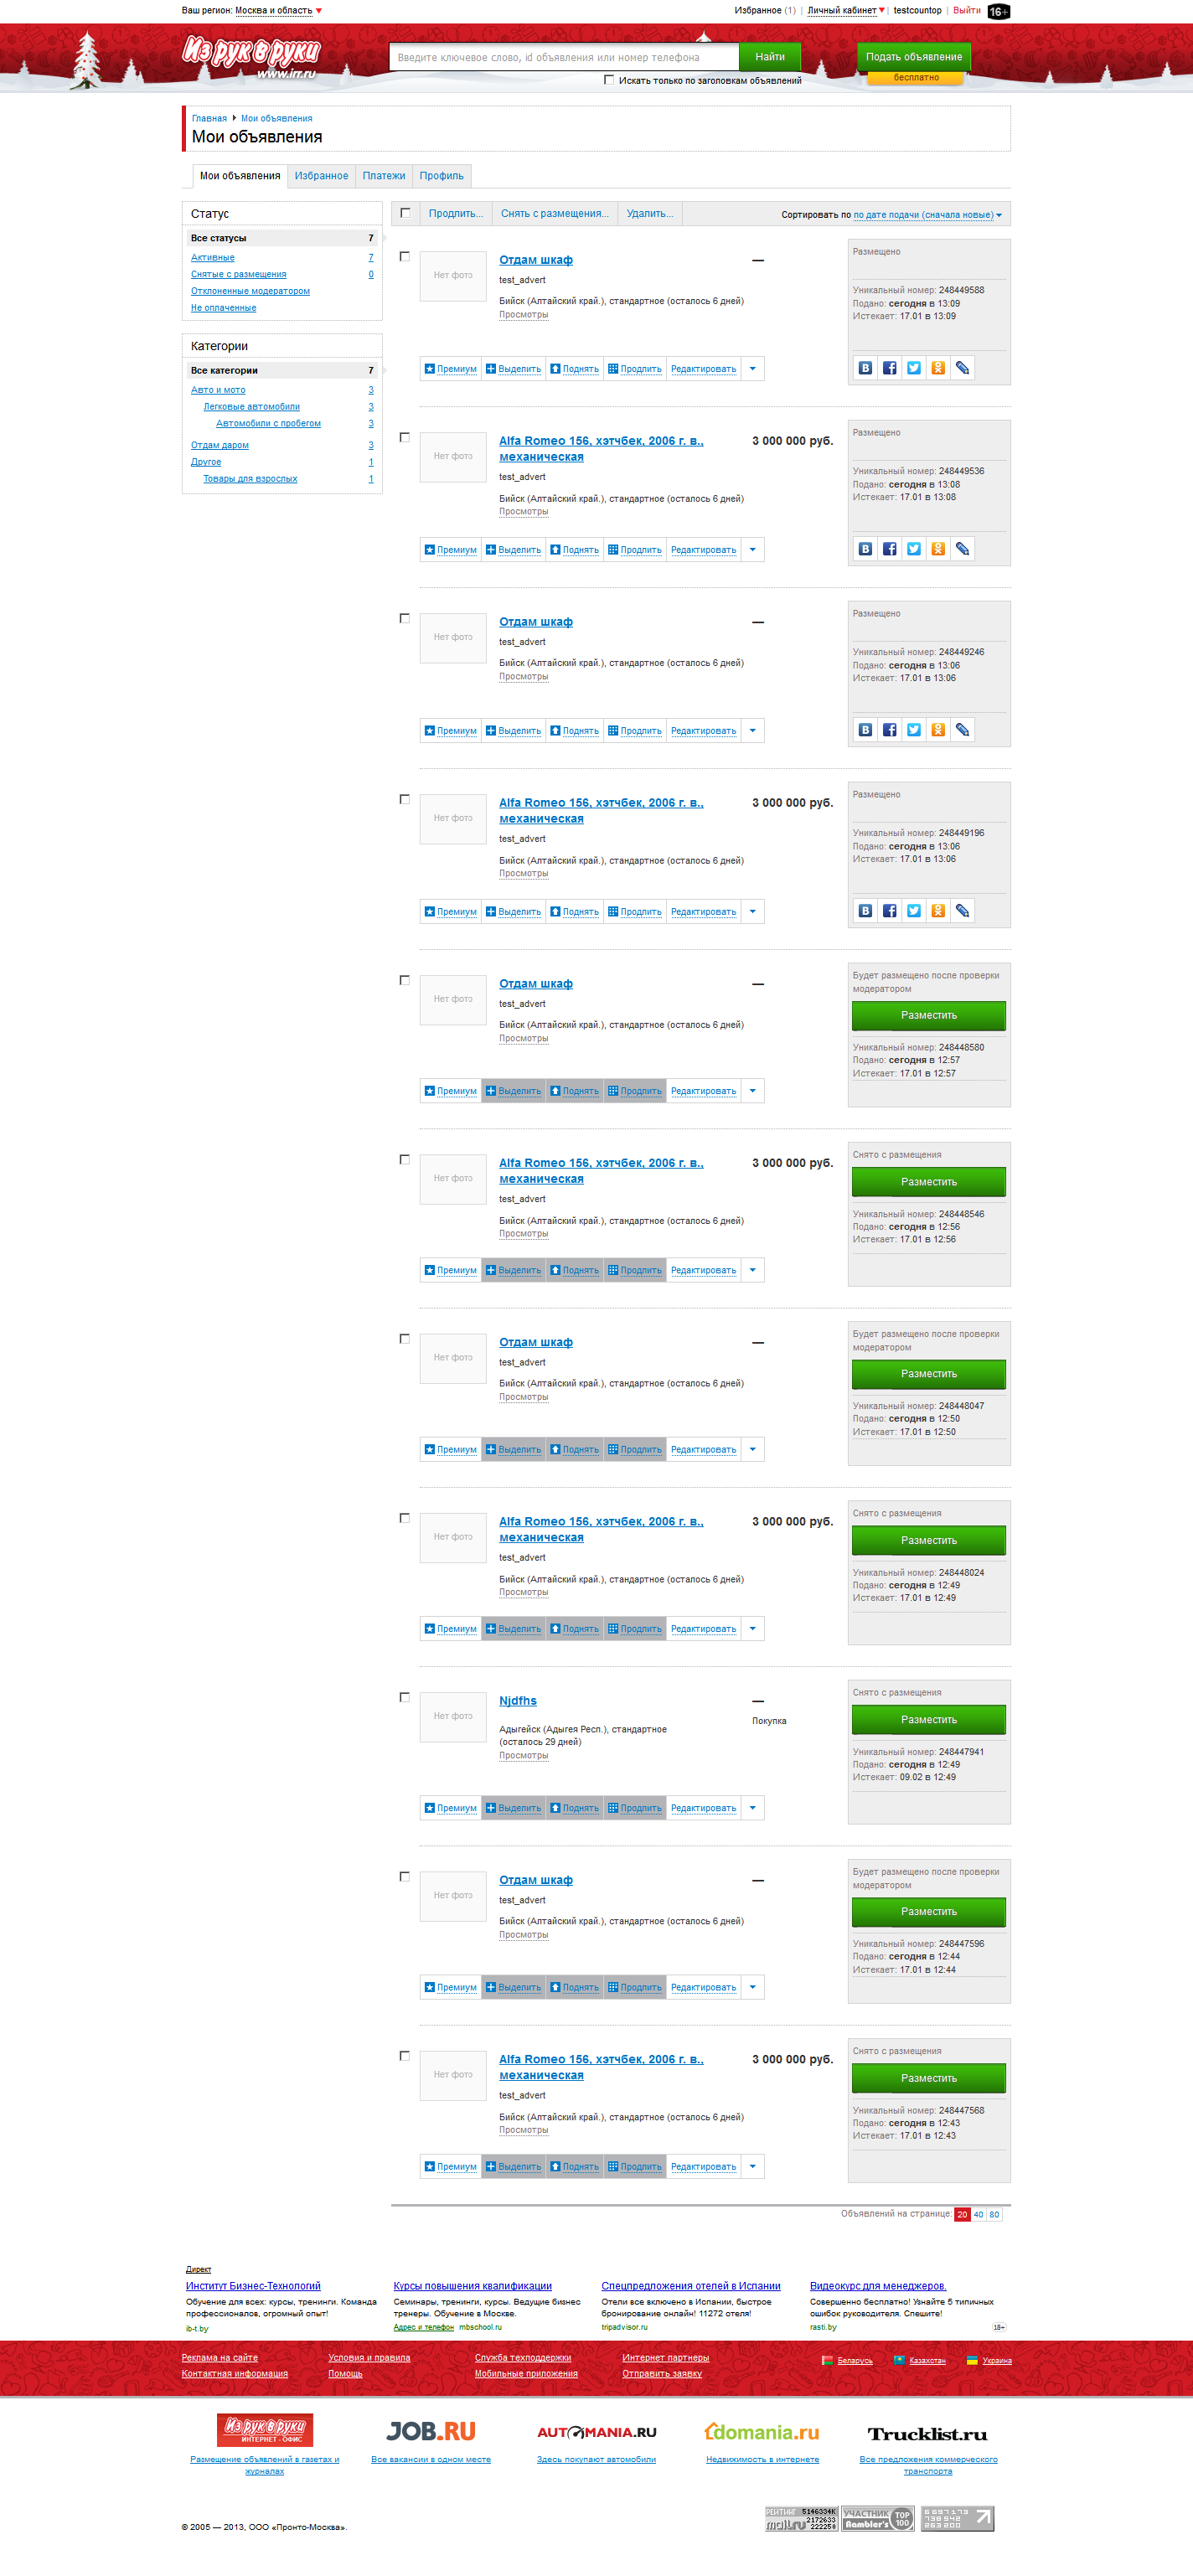 Ваш регион: Москва и область
Избранное (1) | Личный кабинет | testcountop | Выйти 16+
Из рук в руки
www.irr.ru
Введите ключевое слово, id объявления или номер телефона
Найти
Подать объявление
бесплатно
Искать только по заголовкам объявлений
Главная Мои объявления
Мои объявления
Мои объявления Избранное Платежи Профиль
Статус
Все статусы 7
Активные 7
Снятые с размещения 0
Отклоненные модератором
Не оплаченные
Категории
Все категории 7
Авто и мото 3
Легковые автомобили 3
Автомобили с пробегом 3
Отдам даром 3
Другое 1
Товары для взрослых 1
Продлить... Снять с размещения... Удалить...
Сортировать по по дате подачи (сначала новые)
Нет фото
Отдам шкаф —
test_advert
Бийск (Алтайский край.), стандартное (осталось 6 дней)
Просмотры
Премиум Выделить Поднять Продлить Редактировать
Размещено
Уникальный номер: 248449588
Подано: сегодня в 13:09
Истекает: 17.01 в 13:09
Нет фото
Alfa Romeo 156, хэтчбек, 2006 г. в., 3 000 000 руб.
механическая
test_advert
Бийск (Алтайский край.), стандартное (осталось 6 дней)
Просмотры
Премиум Выделить Поднять Продлить Редактировать
Размещено
Уникальный номер: 248449536
Подано: сегодня в 13:08
Истекает: 17.01 в 13:08
Нет фото
Отдам шкаф —
test_advert
Бийск (Алтайский край.), стандартное (осталось 6 дней)
Просмотры
Премиум Выделить Поднять Продлить Редактировать
Размещено
Уникальный номер: 248449246
Подано: сегодня в 13:06
Истекает: 17.01 в 13:06
Нет фото
Alfa Romeo 156, хэтчбек, 2006 г. в., 3 000 000 руб.
механическая
test_advert
Бийск (Алтайский край.), стандартное (осталось 6 дней)
Просмотры
Премиум Выделить Поднять Продлить Редактировать
Размещено
Уникальный номер: 248449196
Подано: сегодня в 13:06
Истекает: 17.01 в 13:06
Нет фото
Отдам шкаф —
test_advert
Бийск (Алтайский край.), стандартное (осталось 6 дней)
Просмотры
Премиум Выделить Поднять Продлить Редактировать
Будет размещено после проверки
модератором
Разместить
Уникальный номер: 248448580
Подано: сегодня в 12:57
Истекает: 17.01 в 12:57
Нет фото
Alfa Romeo 156, хэтчбек, 2006 г. в., 3 000 000 руб.
механическая
test_advert
Бийск (Алтайский край.), стандартное (осталось 6 дней)
Просмотры
Премиум Выделить Поднять Продлить Редактировать
Снято с размещения
Разместить
Уникальный номер: 248448546
Подано: сегодня в 12:56
Истекает: 17.01 в 12:56
Нет фото
Отдам шкаф —
test_advert
Бийск (Алтайский край.), стандартное (осталось 6 дней)
Просмотры
Премиум Выделить Поднять Продлить Редактировать
Будет размещено после проверки
модератором
Разместить
Уникальный номер: 248448047
Подано: сегодня в 12:50
Истекает: 17.01 в 12:50
Нет фото
Alfa Romeo 156, хэтчбек, 2006 г. в., 3 000 000 руб.
механическая
test_advert
Бийск (Алтайский край.), стандартное (осталось 6 дней)
Просмотры
Премиум Выделить Поднять Продлить Редактировать
Снято с размещения
Разместить
Уникальный номер: 248448024
Подано: сегодня в 12:49
Истекает: 17.01 в 12:49
Нет фото
Njdfhs —
Покупка
Адыгейск (Адыгея Респ.), стандартное
(осталось 29 дней)
Просмотры
Премиум Выделить Поднять Продлить Редактировать
Снято с размещения
Разместить
Уникальный номер: 248447941
Подано: сегодня в 12:49
Истекает: 09.02 в 12:49
Нет фото
Отдам шкаф —
test_advert
Бийск (Алтайский край.), стандартное (осталось 6 дней)
Просмотры
Премиум Выделить Поднять Продлить Редактировать
Будет размещено после проверки
модератором
Разместить
Уникальный номер: 248447596
Подано: сегодня в 12:44
Истекает: 17.01 в 12:44
Нет фото
Alfa Romeo 156, хэтчбек, 2006 г. в., 3 000 000 руб.
механическая
test_advert
Бийск (Алтайский край.), стандартное (осталось 6 дней)
Просмотры
Премиум Выделить Поднять Продлить Редактировать
Снято с размещения
Разместить
Уникальный номер: 248447568
Подано: сегодня в 12:43
Истекает: 17.01 в 12:43
Объявлений на странице: 20 40 80
Директ
Институт Бизнес-Технологий
Обучение для всех: курсы, тренинги. Команда
профессионалов, огромный опыт!
ib-t.by
Курсы повышения квалификации
Семинары, тренинги, курсы. Ведущие бизнес
тренеры. Обучение в Москве.
Адрес и телефон mbschool.ru
Спецпредложения отелей в Испании
Отели все включено в Испании, быстрое
бронирование онлайн! 11272 отеля!
tripadvisor.ru
Видеокурс для менеджеров.
Совершенно бесплатно! Узнайте 5 типичных
ошибок руководителя. Спешите!
rasti.by 18+
Реклама на сайте Условия и правила Служба техподдержки Интернет партнеры
Беларусь Казахстан Украина
Контактная информация Помощь Мобильные приложения Отправить заявку
Из рук в руки
ИНТЕРНЕТ - ОФИС
JOB.RU
AUTOMANIA.RU
domania.ru
Trucklist.ru
Размещение объявлений в газетах и
журналах
Все вакансии в одном месте
Здесь покупают автомобили
Недвижимость в интернете
Все предложения коммерческого
транспорта
© 2005 — 2013, ООО «Пронто-Москва».
РЕЙТИНГ 5146334K
mail.ru 2172633
222258
УЧАСТНИК TOP
Rambler's 100
6 697 173
738 942
263 200